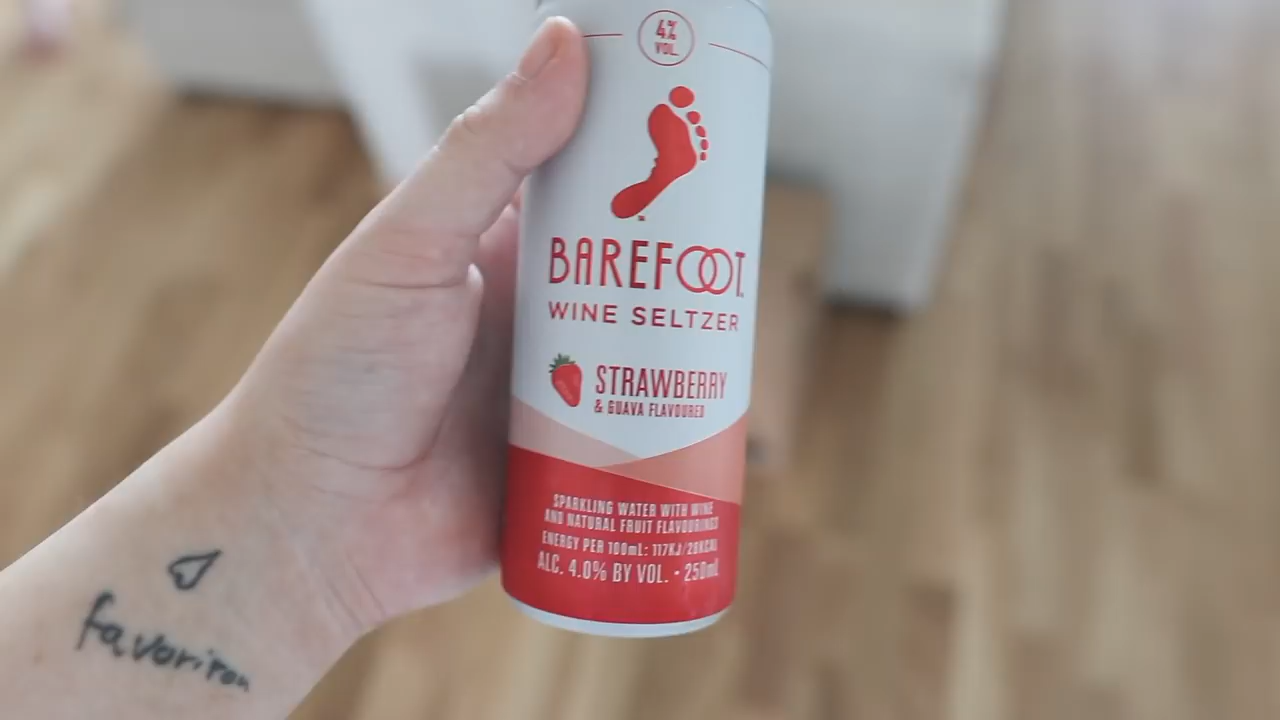 4%
VOL.
BAREFOOT
WINE SELTZER
STRAWBERRY
& GUAVA FLAVOURED
SPARKLING WATER WITH WINE
AND NATURAL FRUIT FLAVOURINGS
ENERGY PER 100mL: 117KJ/28KCAL
ALC. 4.0% BY VOL. • 250mL
favoriten